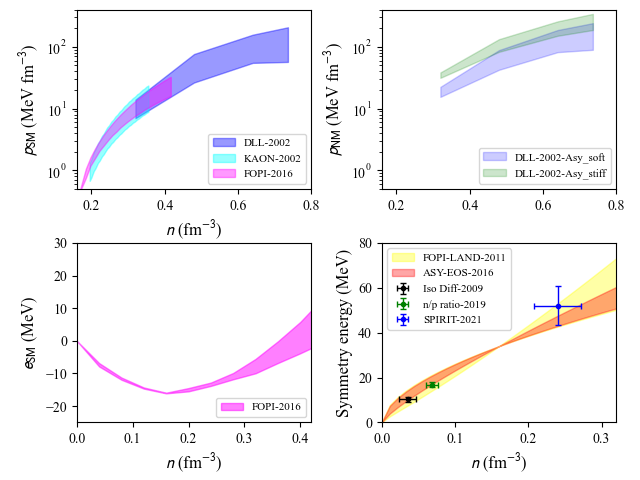 p_SM (MeV fm⁻³)
10²
10¹
10⁰
0.2 0.4 0.6 0.8
n (fm⁻³)
DLL-2002
KAON-2002
FOPI-2016
p_NM (MeV fm⁻³)
10²
10¹
10⁰
0.2 0.4 0.6 0.8
DLL-2002-Asy_soft
DLL-2002-Asy_stiff
e_SM (MeV)
30
20
10
0
−10
−20
0.0 0.1 0.2 0.3 0.4
n (fm⁻³)
FOPI-2016
Symmetry energy (MeV)
80
60
40
20
0
0.0 0.1 0.2 0.3
n (fm⁻³)
FOPI-LAND-2011
ASY-EOS-2016
Iso Diff-2009
n/p ratio-2019
SPIRIT-2021